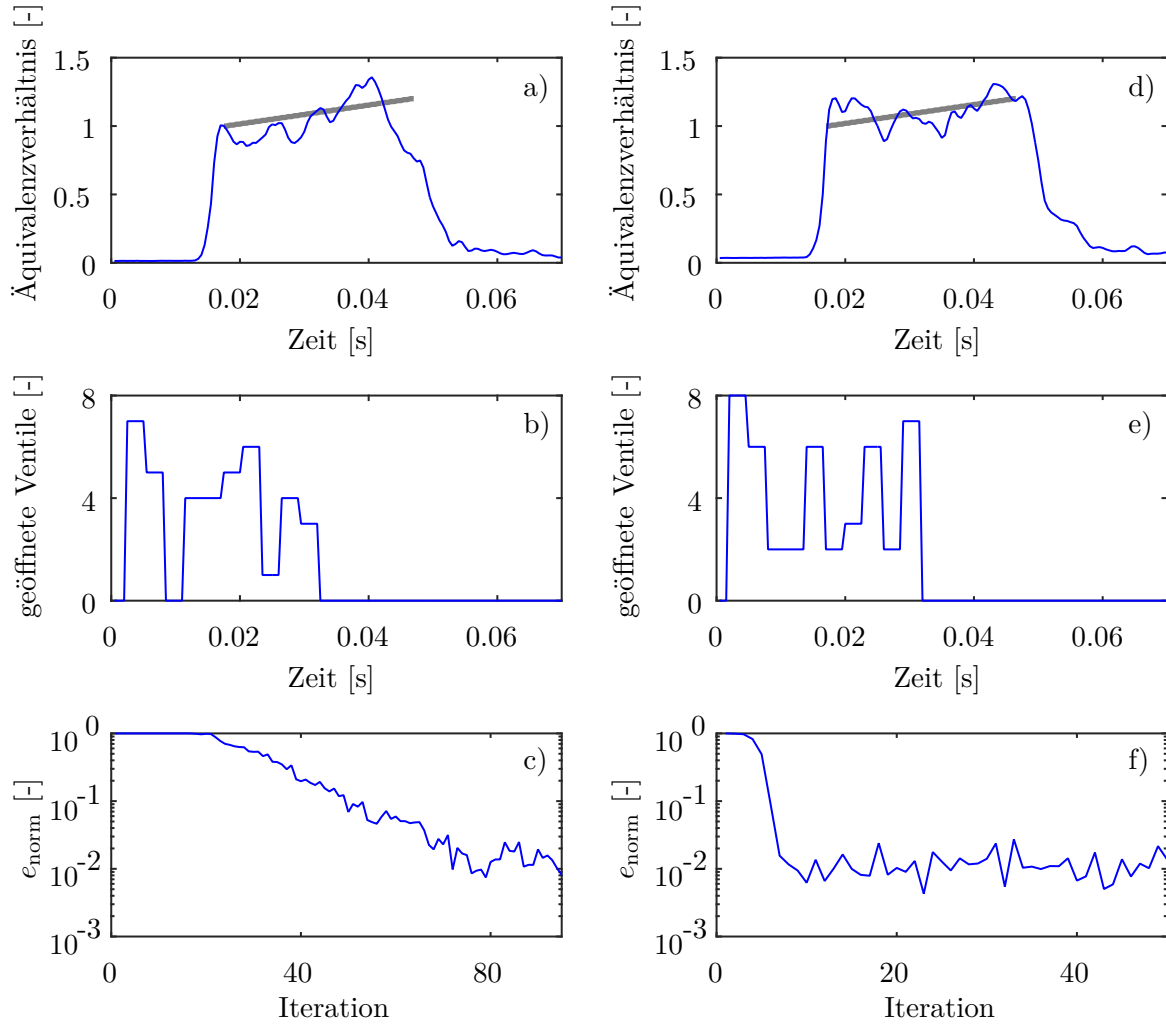 Äquivalenzverhältnis [-]
1.5
1
0.5
0
a)
0 0.02 0.04 0.06
Zeit [s]
Äquivalenzverhältnis [-]
1.5
1
0.5
0
d)
0 0.02 0.04 0.06
Zeit [s]
geöffnete Ventile [-]
8
4
0
b)
0 0.02 0.04 0.06
Zeit [s]
geöffnete Ventile [-]
8
4
0
e)
0 0.02 0.04 0.06
Zeit [s]
e_norm [-]
10^0
10^-1
10^-2
10^-3
c)
0 40 80
Iteration
e_norm [-]
10^0
10^-1
10^-2
10^-3
f)
0 20 40
Iteration